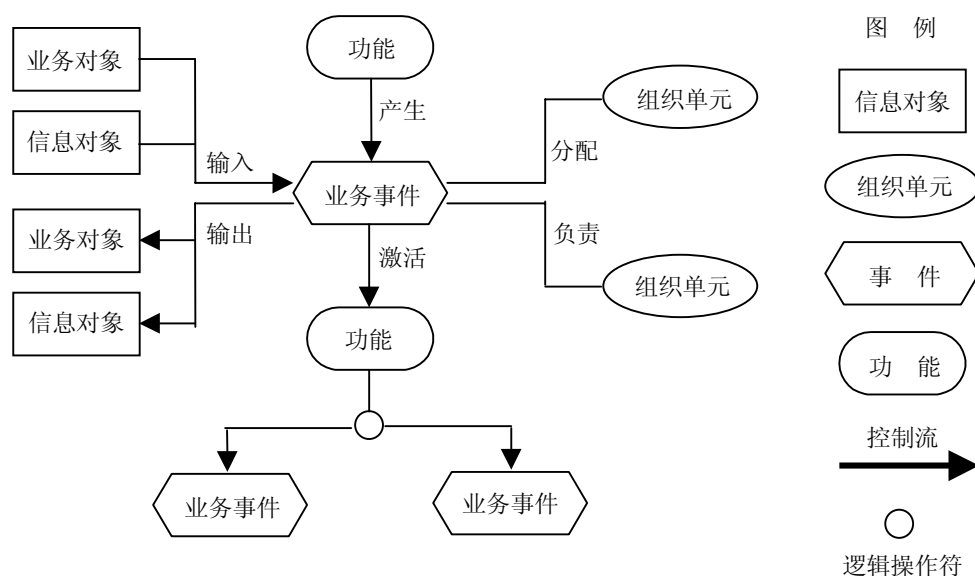 业务对象
信息对象
输入
业务对象
信息对象
输出
功能
产生
业务事件
激活
功能
业务事件
业务事件
组织单元
分配
负责
组织单元
图 例
信息对象
组织单元
事 件
功 能
控制流
逻辑操作符